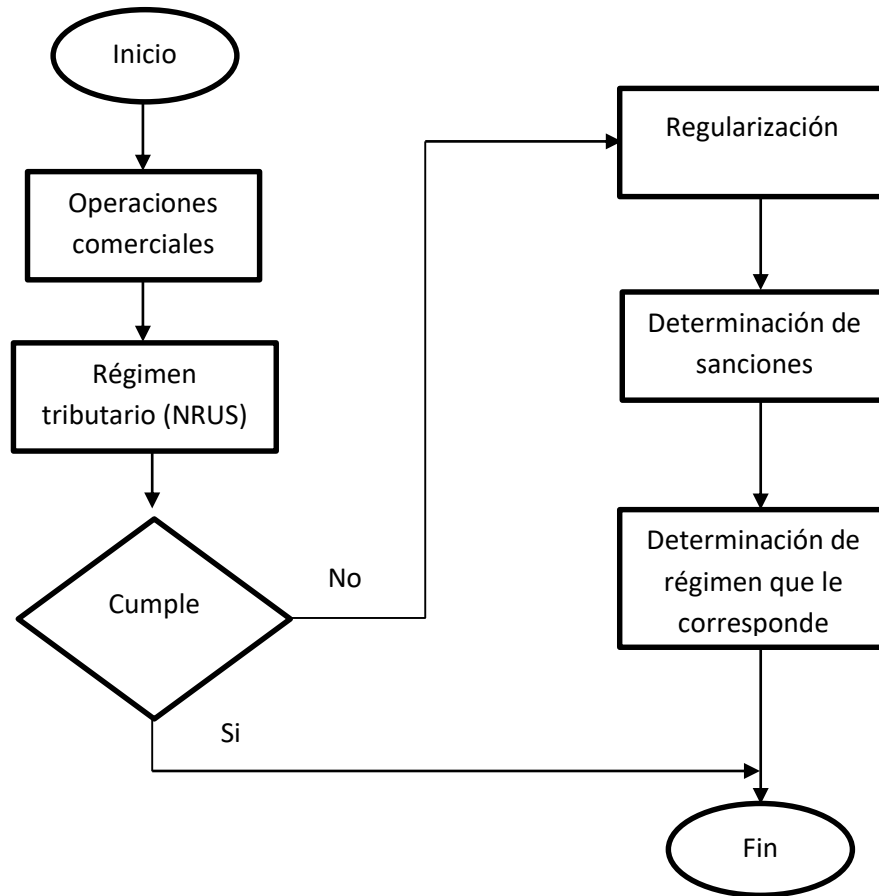 Inicio
Operaciones
comerciales
Régimen
tributario (NRUS)
Cumple
No
Si
Regularización
Determinación de
sanciones
Determinación de
régimen que le
corresponde
Fin